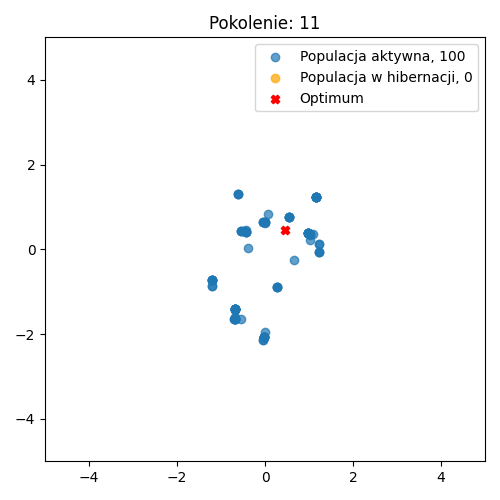 Pokolenie: 11
Populacja aktywna, 100
Populacja w hibernacji, 0
Optimum
4
2
0
−2
−4
−4
−2
0
2
4